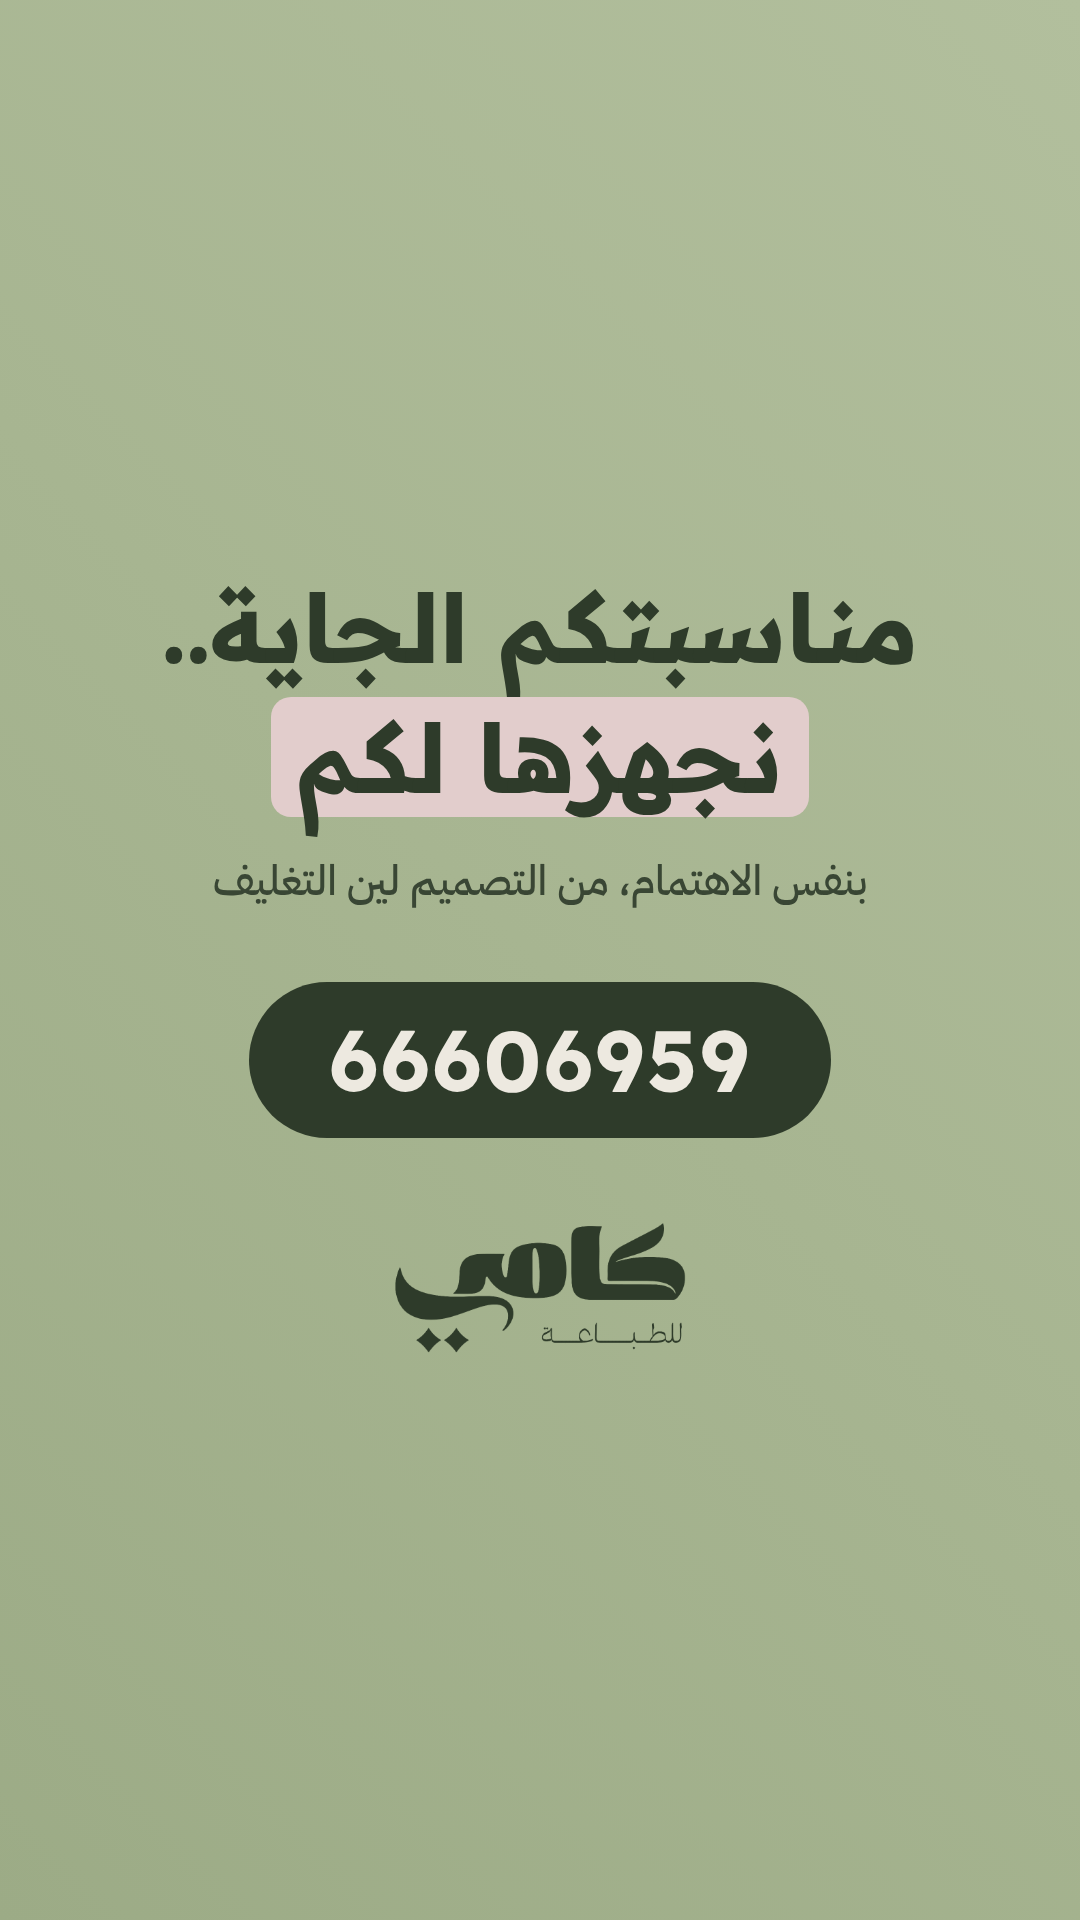 مناسبتكم الجاية..
نجهزها لكم
بنفس الاهتمام، من التصميم لين التغليف
66606959
كامي
للطبـــاعـــة